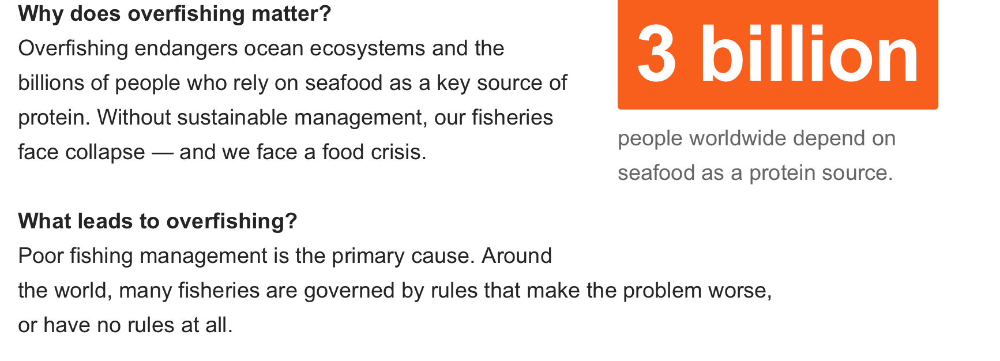 Why does overfishing matter?
Overfishing endangers ocean ecosystems and the
billions of people who rely on seafood as a key source of
protein. Without sustainable management, our fisheries
face collapse — and we face a food crisis.
3 billion
people worldwide depend on
seafood as a protein source.
What leads to overfishing?
Poor fishing management is the primary cause. Around
the world, many fisheries are governed by rules that make the problem worse,
or have no rules at all.